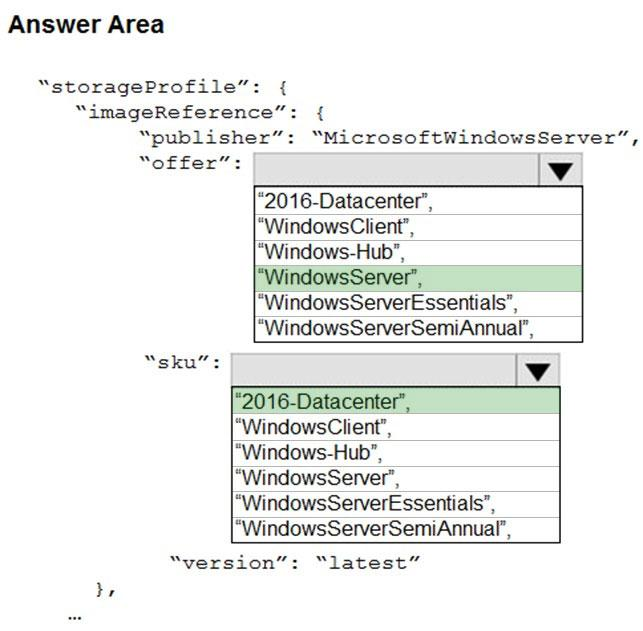 Answer Area
“storageProfile”: {
“imageReference”: {
“publisher”: “MicrosoftWindowsServer”,
“offer”:
“2016-Datacenter”,
“WindowsClient”,
“Windows-Hub”,
“WindowsServer”,
“WindowsServerEssentials”,
“WindowsServerSemiAnnual”,
“sku”:
“2016-Datacenter”,
“WindowsClient”,
“Windows-Hub”,
“WindowsServer”,
“WindowsServerEssentials”,
“WindowsServerSemiAnnual”,
“version”: “latest”
},
…